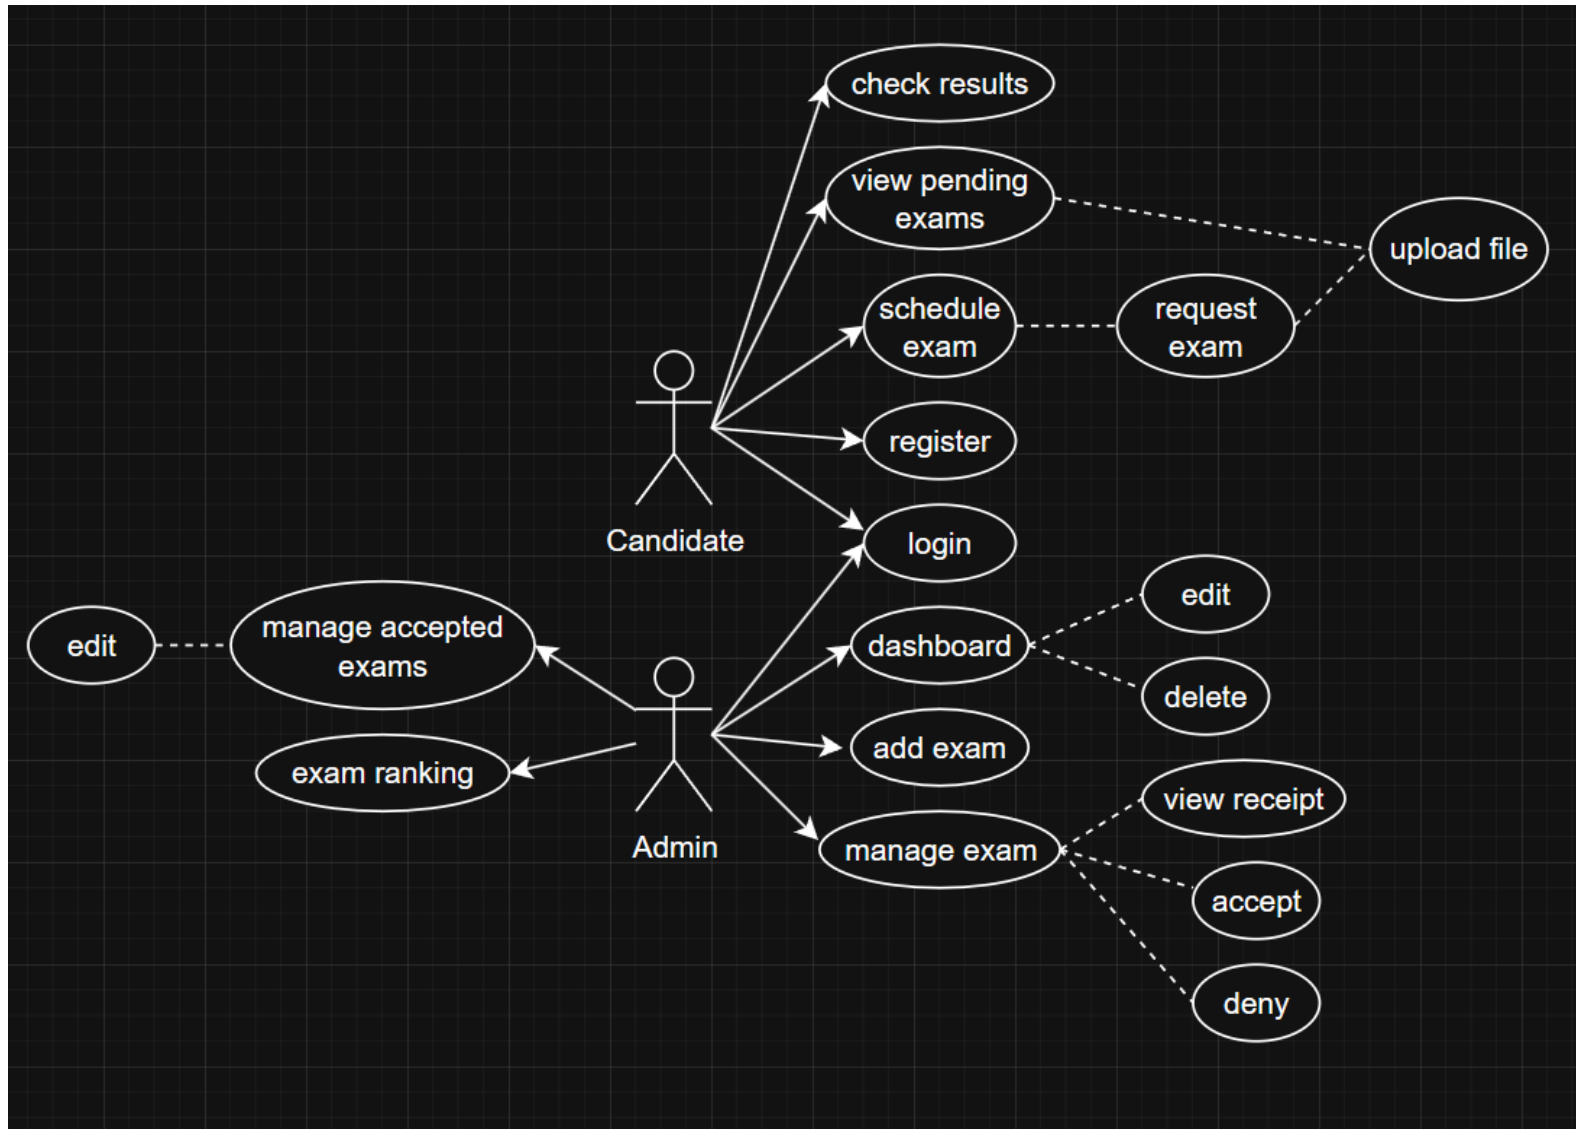 check results
view pending
exams
upload file
schedule
exam
request
exam
register
Candidate
login
edit
manage accepted
exams
edit
dashboard
delete
exam ranking
add exam
view receipt
Admin
manage exam
accept
deny